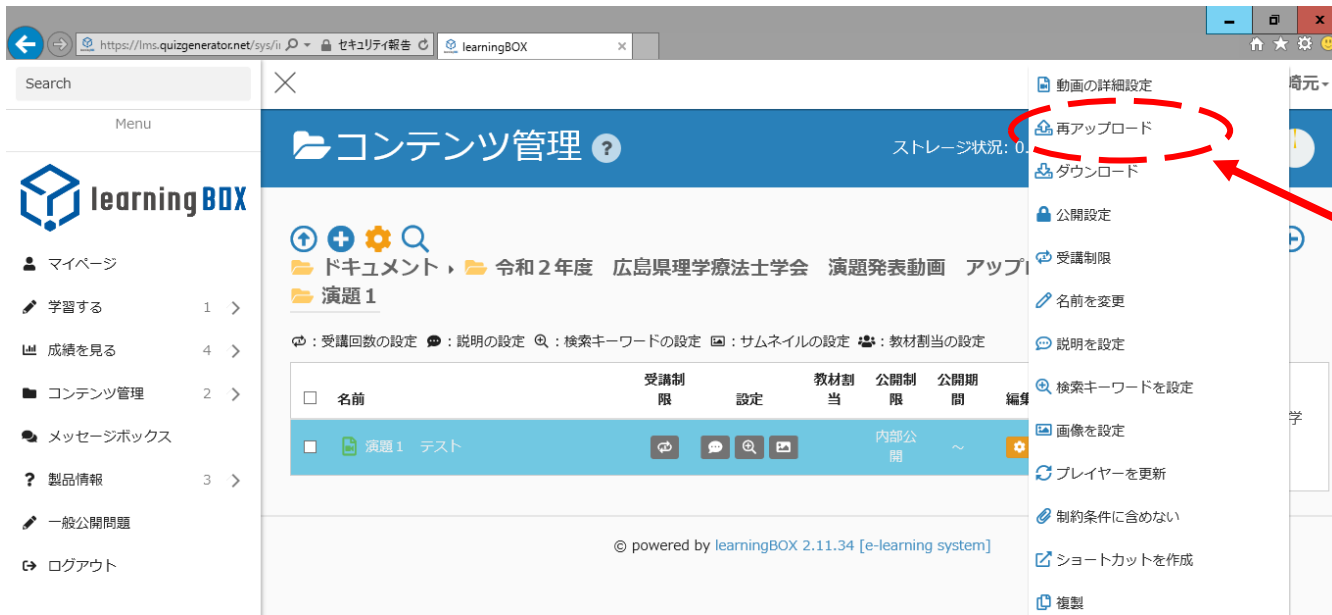 https://lms.quizgenerator.net/sys/
セキュリティ報告
learningBOX
Search
Menu
learningBOX
マイページ
学習する 1
成績を見る 4
コンテンツ管理 2
メッセージボックス
製品情報 3
一般公開問題
ログアウト
コンテンツ管理
ストレージ状況: 0.
ドキュメント
令和2年度 広島県理学療法士学会 演題発表動画 アップ
演題1
:受講回数の設定 :説明の設定 :検索キーワードの設定 :サムネイルの設定 :教材割当の設定
名前 受講制限 設定 教材割当 公開制限 公開期間 編集
演題1 テスト 内部公開 ~
学
© powered by learningBOX 2.11.34 [e-learning system]
動画の詳細設定
再アップロード
ダウンロード
公開設定
受講制限
名前を変更
説明を設定
検索キーワードを設定
画像を設定
プレイヤーを更新
制約条件に含めない
ショートカットを作成
複製